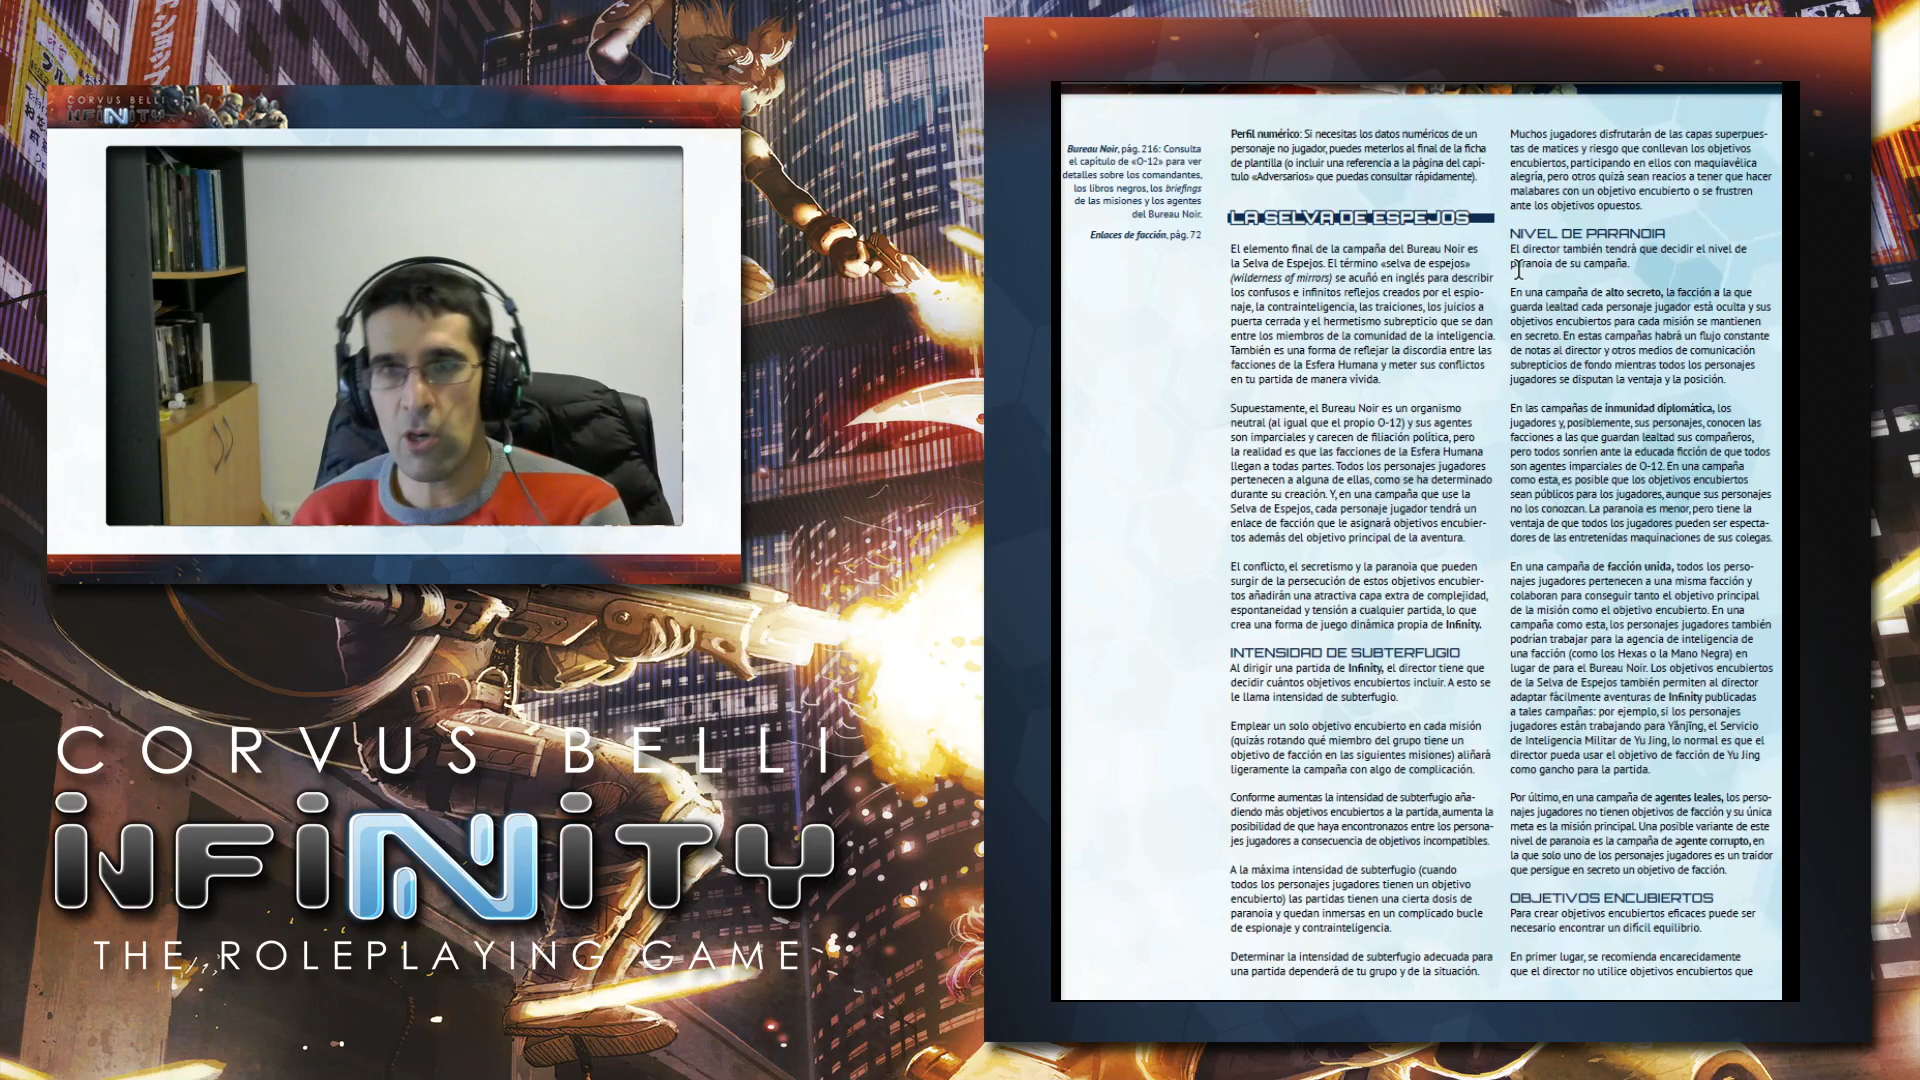 CORVUS BELLI
INFINITY
Bureau Noir, pág. 216: Consulta
el capítulo de «O-12» para ver
detalles sobre los comandantes,
los libros negros, los briefings
de las misiones y los agentes
del Bureau Noir.
Enlaces de facción, pág. 72
Perfil numérico: Si necesitas los datos numéricos de un
personaje no jugador, puedes meterlos al final de la ficha
de plantilla (o incluir una referencia a la página del capí-
tulo «Adversarios» que puedas consultar rápidamente).
LA SELVA DE ESPEJOS
El elemento final de la campaña del Bureau Noir es
la Selva de Espejos. El término «selva de espejos»
(wilderness of mirrors) se acuñó en inglés para describir
los confusos e infinitos reflejos creados por el espio-
naje, la contrainteligencia, las traiciones, los juicios a
puerta cerrada y el hermetismo subrepticio que se dan
entre los miembros de la comunidad de la inteligencia.
También es una forma de reflejar la discordia entre las
facciones de la Esfera Humana y meter sus conflictos
en tu partida de manera vívida.
Supuestamente, el Bureau Noir es un organismo
neutral (al igual que el propio O-12) y sus agentes
son imparciales y carecen de filiación política, pero
la realidad es que las facciones de la Esfera Humana
llegan a todas partes. Todos los personajes jugadores
pertenecen a alguna de ellas, como se ha determinado
durante su creación. Y, en una campaña que use la
Selva de Espejos, cada personaje jugador tendrá un
enlace de facción que le asignará objetivos encubier-
tos además del objetivo principal de la aventura.
El conflicto, el secretismo y la paranoia que pueden
surgir de la persecución de estos objetivos encubier-
tos añadirán una atractiva capa extra de complejidad,
espontaneidad y tensión a cualquier partida, lo que
crea una forma de juego dinámica propia de Infinity.
INTENSIDAD DE SUBTERFUGIO
Al dirigir una partida de Infinity, el director tiene que
decidir cuántos objetivos encubiertos incluir. A esto se
le llama intensidad de subterfugio.
Emplear un solo objetivo encubierto en cada misión
(quizás rotando qué miembro del grupo tiene un
objetivo de facción en las siguientes misiones) aliñará
ligeramente la campaña con algo de complicación.
Conforme aumentas la intensidad de subterfugio aña-
diendo más objetivos encubiertos a la partida, aumenta la
posibilidad de que haya encontronazos entre los persona-
jes jugadores a consecuencia de objetivos incompatibles.
A la máxima intensidad de subterfugio (cuando
todos los personajes jugadores tienen un objetivo
encubierto) las partidas tienen una cierta dosis de
paranoia y quedan inmersas en un complicado bucle
de espionaje y contrainteligencia.
Determinar la intensidad de subterfugio adecuada para
una partida dependerá de tu grupo y de la situación.
Muchos jugadores disfrutarán de las capas superpues-
tas de matices y riesgo que conllevan los objetivos
encubiertos, participando en ellos con maquiavélica
alegría, pero otros quizá sean reacios a tener que hacer
malabares con un objetivo encubierto o se frustren
ante los objetivos opuestos.
NIVEL DE PARANOIA
El director también tendrá que decidir el nivel de
paranoia de su campaña.
En una campaña de alto secreto, la facción a la que
guarda lealtad cada personaje jugador está oculta y sus
objetivos encubiertos para cada misión se mantienen
en secreto. En estas campañas habrá un flujo constante
de notas al director y otros medios de comunicación
subrepticios de fondo mientras todos los personajes
jugadores se disputan la ventaja y la posición.
En las campañas de inmunidad diplomática, los
jugadores y, posiblemente, sus personajes, conocen las
facciones a las que guardan lealtad sus compañeros,
pero todos sonríen ante la educada ficción de que todos
son agentes imparciales de O-12. En una campaña
como esta, es posible que los objetivos encubiertos
sean públicos para los jugadores, aunque sus personajes
no los conozcan. La paranoia es menor, pero tiene la
ventaja de que todos los jugadores pueden ser especta-
dores de las entretenidas maquinaciones de sus colegas.
En una campaña de facción unida, todos los perso-
najes jugadores pertenecen a una misma facción y
colaboran para conseguir tanto el objetivo principal
de la misión como el objetivo encubierto. En una
campaña como esta, los personajes jugadores también
podrían trabajar para la agencia de inteligencia de
una facción (como los Hexas o la Mano Negra) en
lugar de para el Bureau Noir. Los objetivos encubiertos
de la Selva de Espejos también permiten al director
adaptar fácilmente aventuras de Infinity publicadas
a tales campañas: por ejemplo, si los personajes
jugadores están trabajando para Yănjīng, el Servicio
de Inteligencia Militar de Yu Jing, lo normal es que el
director pueda usar el objetivo de facción de Yu Jing
como gancho para la partida.
Por último, en una campaña de agentes leales, los perso-
najes jugadores no tienen objetivos de facción y su única
meta es la misión principal. Una posible variante de este
nivel de paranoia es la campaña de agente corrupto, en
la que solo uno de los personajes jugadores es un traidor
que persigue en secreto un objetivo de facción.
OBJETIVOS ENCUBIERTOS
Para crear objetivos encubiertos eficaces puede ser
necesario encontrar un difícil equilibrio.
En primer lugar, se recomienda encarecidamente
que el director no utilice objetivos encubiertos que
CORVUS BELLI
INFINITY
THE ROLEPLAYING GAME